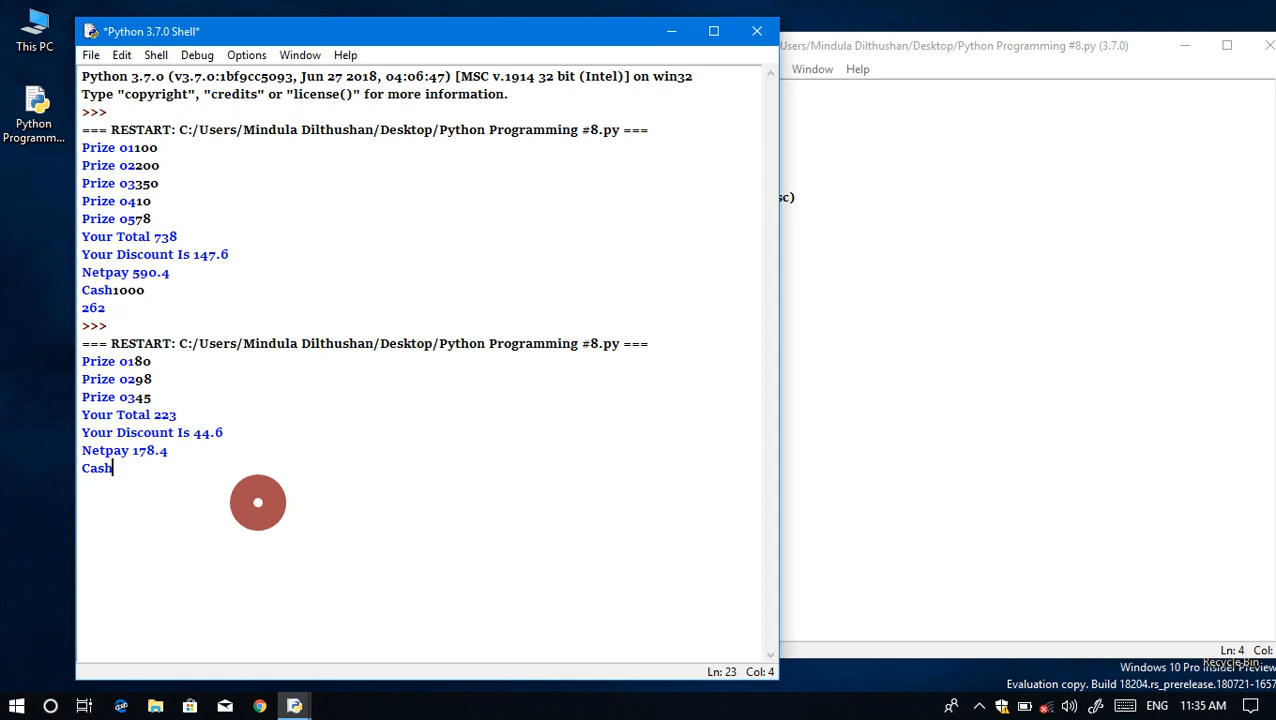 This PC
Python
Programm...
*Python 3.7.0 Shell*
File Edit Shell Debug Options Window Help
Python 3.7.0 (v3.7.0:1bf9cc5093, Jun 27 2018, 04:06:47) [MSC v.1914 32 bit (Intel)] on win32
Type "copyright", "credits" or "license()" for more information.
>>>
=== RESTART: C:/Users/Mindula Dilthushan/Desktop/Python Programming #8.py ===
Prize 01100
Prize 02200
Prize 03350
Prize 0410
Prize 0578
Your Total 738
Your Discount Is 147.6
Netpay 590.4
Cash1000
262
>>>
=== RESTART: C:/Users/Mindula Dilthushan/Desktop/Python Programming #8.py ===
Prize 0180
Prize 0298
Prize 0345
Your Total 223
Your Discount Is 44.6
Netpay 178.4
Cash
Ln: 23 Col: 4
Users/Mindula Dilthushan/Desktop/Python Programming #8.py (3.7.0)
Window Help
sc)
Ln: 4 Col:
Recycle Bin
Windows 10 Pro Insider Preview
Evaluation copy. Build 18204.rs_prerelease.180721-1657
ENG 11:35 AM